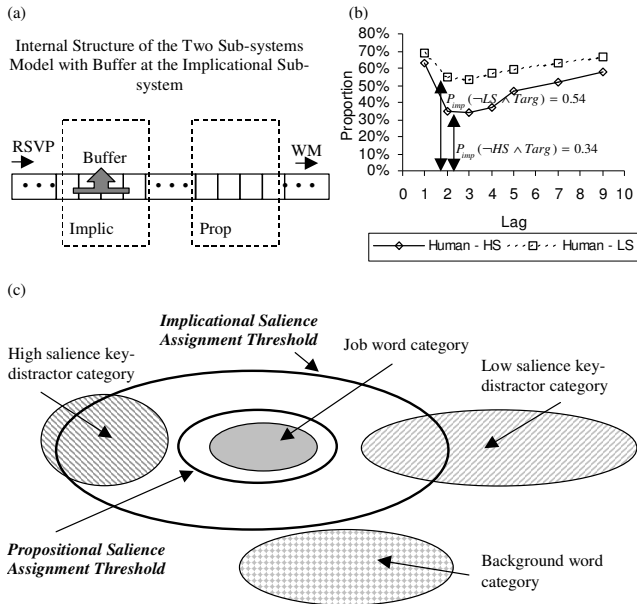 (a)
Internal Structure of the Two Sub-systems
Model with Buffer at the Implicational Sub-
system
RSVP
Buffer
WM
Implic
Prop
(b)
80%
70%
60%
50%
40%
30%
20%
10%
0%
Proportion
P_imp(¬LS ∧ Targ) = 0.54
P_imp(¬HS ∧ Targ) = 0.34
0 1 2 3 4 5 6 7 8 9 10
Lag
Human - HS
Human - LS
(c)
Implicational Salience
Assignment Threshold
High salience key-
distractor category
Job word category
Low salience key-
distractor category
Propositional Salience
Assignment Threshold
Background word
category